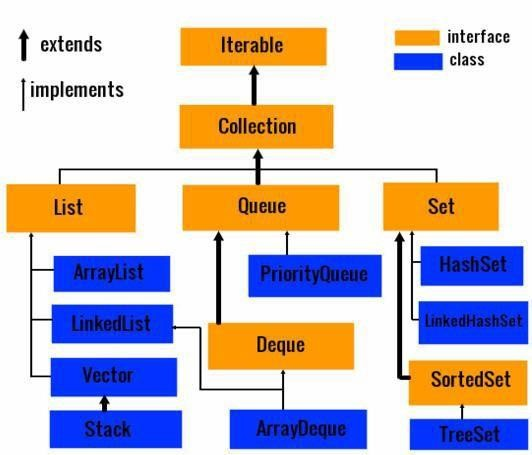 extends
implements
interface
class
Iterable
Collection
List
Queue
Set
ArrayList
PriorityQueue
HashSet
LinkedList
LinkedHashSet
Deque
Vector
SortedSet
Stack
ArrayDeque
TreeSet